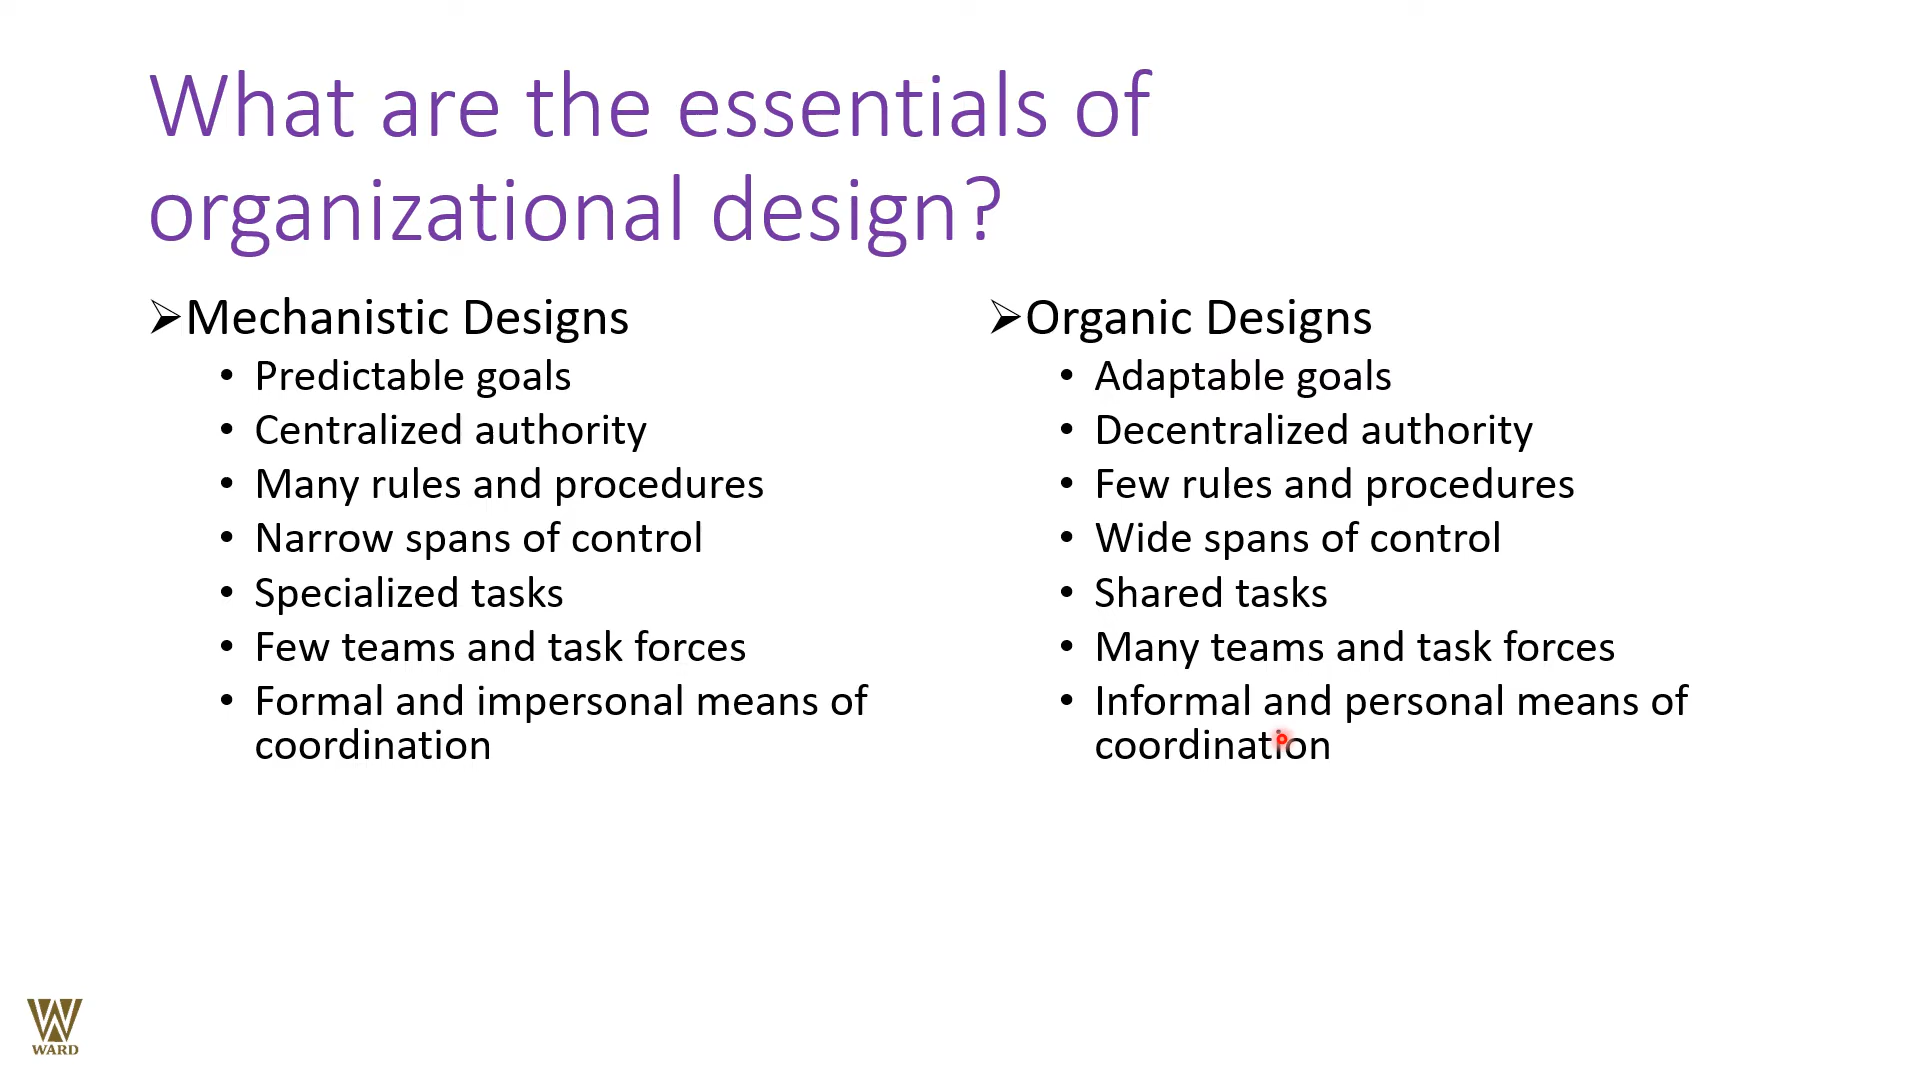 What are the essentials of
organizational design?
➢Mechanistic Designs
• Predictable goals
• Centralized authority
• Many rules and procedures
• Narrow spans of control
• Specialized tasks
• Few teams and task forces
• Formal and impersonal means of
coordination
➢Organic Designs
• Adaptable goals
• Decentralized authority
• Few rules and procedures
• Wide spans of control
• Shared tasks
• Many teams and task forces
• Informal and personal means of
coordination
W
WARD